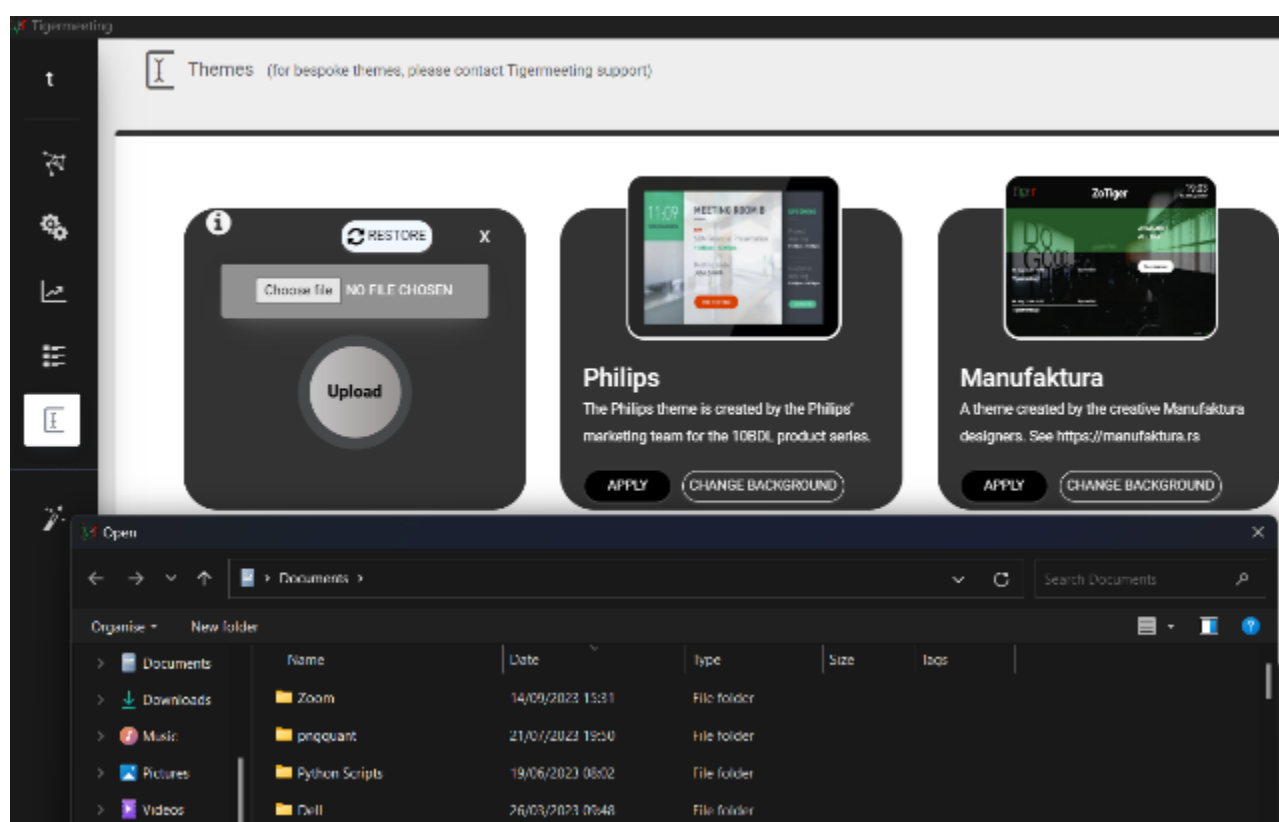 Tigermeeting
t
Themes (for bespoke themes, please contact Tigermeeting support)
RESTORE
X
Choose file NO FILE CHOSEN
Upload
11:09
MEETING ROOM B
Philips
The Philips theme is created by the Philips'
marketing team for the 10BDL product series.
APPLY
CHANGE BACKGROUND
ZoTiger
19:23
Do
Good
Manufaktura
A theme created by the creative Manufaktura
designers. See https://manufaktura.rs
APPLY
CHANGE BACKGROUND
Open
Documents
Search Documents
Organise
New folder
Name Date Type Size Tags
Documents
Downloads
Music
Pictures
Videos
Zoom 14/09/2023 15:31 File folder
pngquant 21/07/2023 19:50 File folder
Python Scripts 19/06/2023 08:02 File folder
Dell 26/03/2023 09:48 File folder